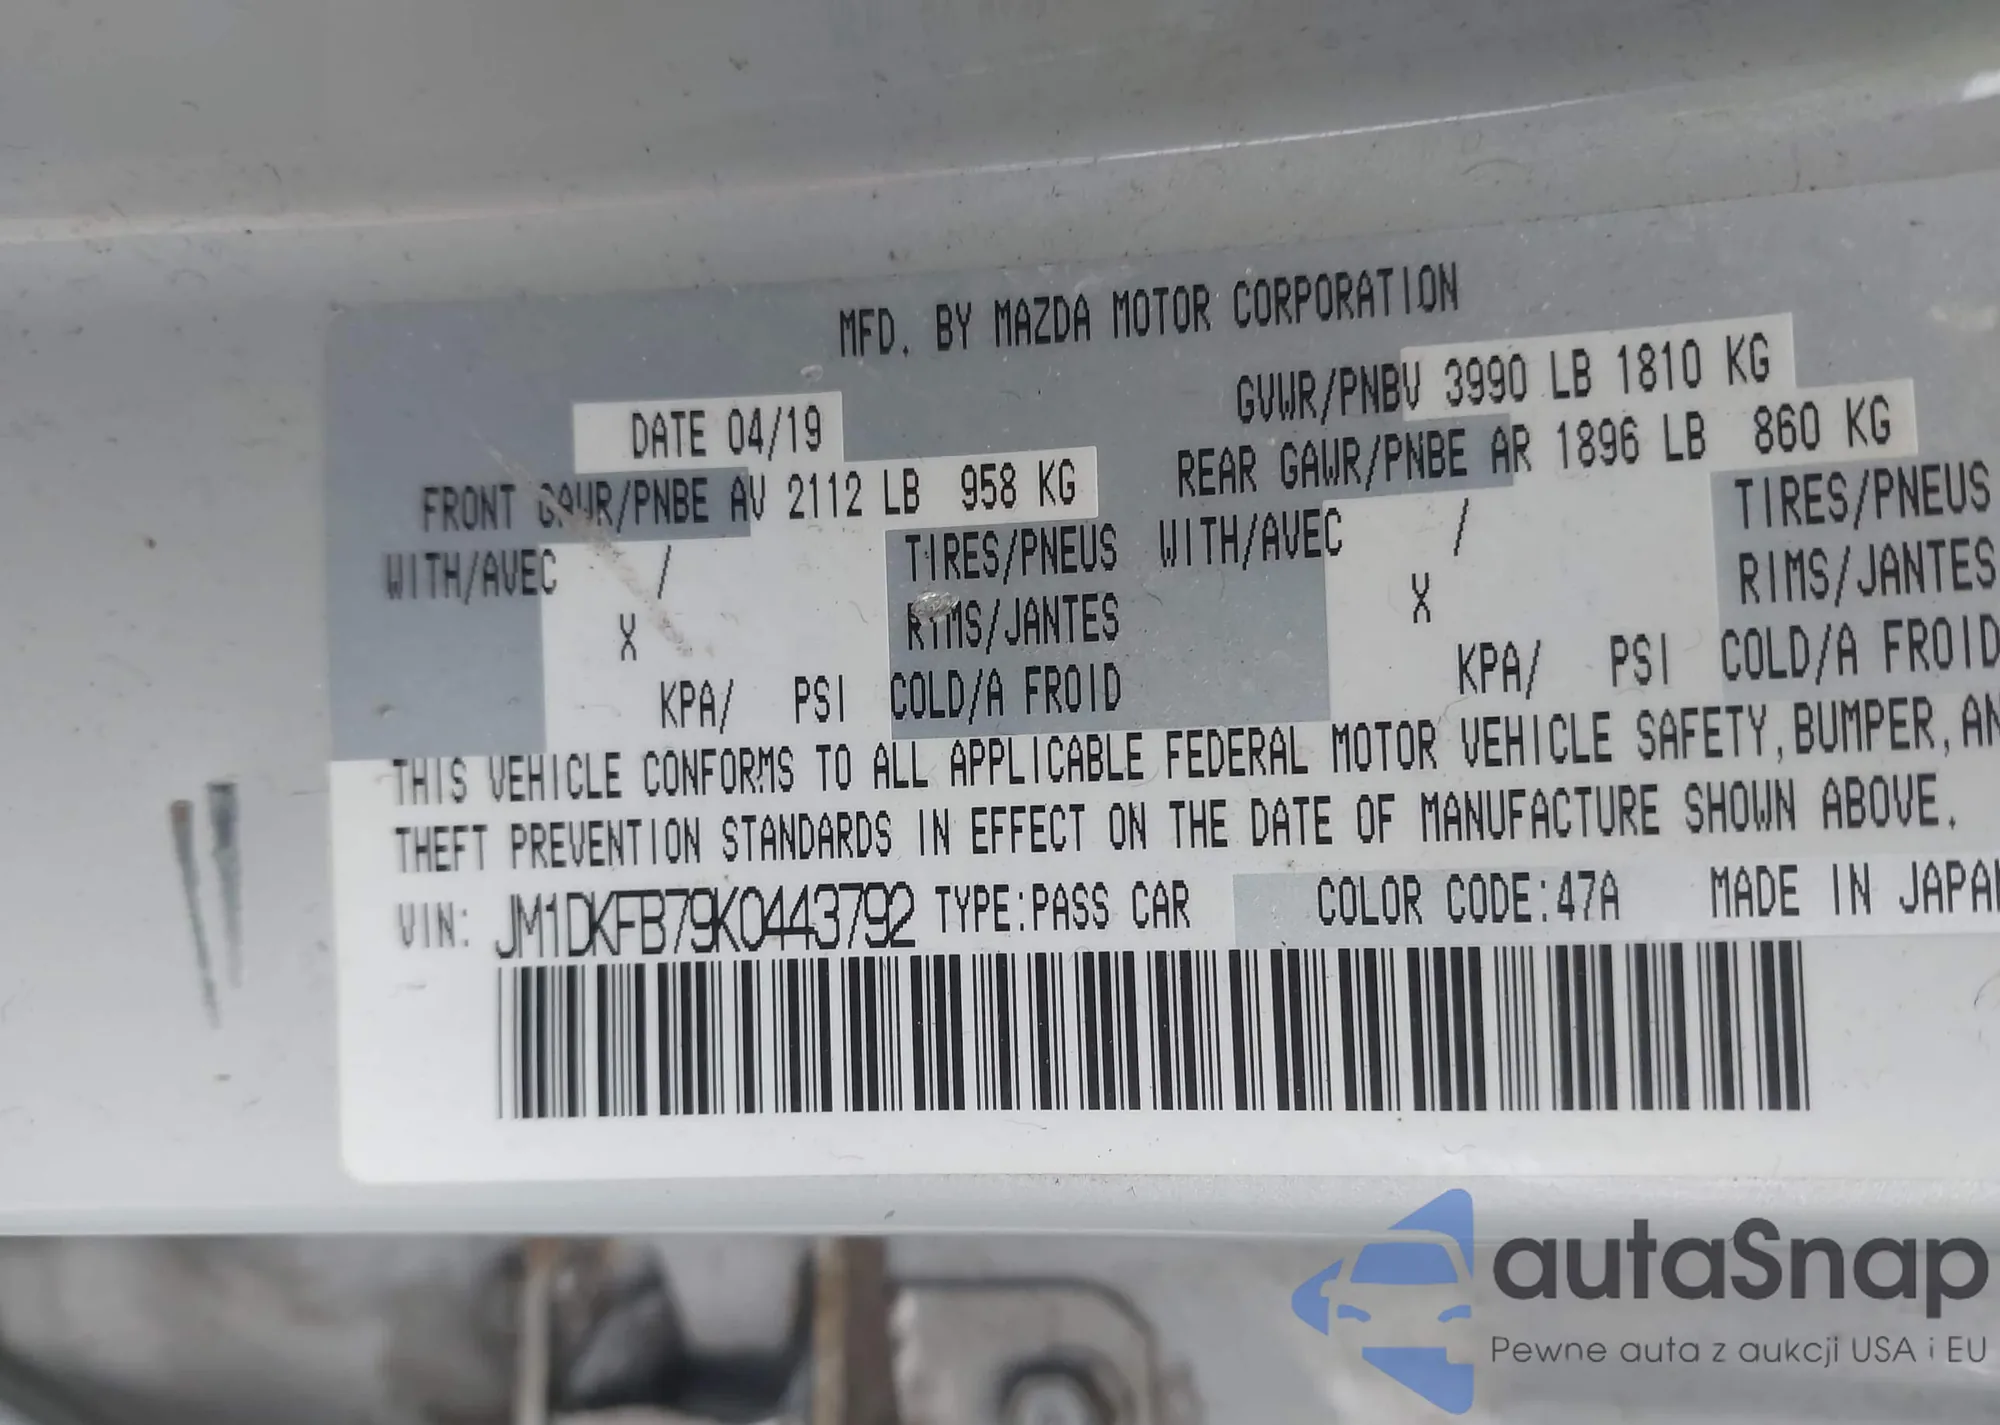 MFD. BY MAZDA MOTOR CORPORATION
DATE 04/19
GVWR/PNBV 3990 LB 1810 KG
FRONT GAWR/PNBE AV 2112 LB 958 KG
REAR GAWR/PNBE AR 1896 LB 860 KG
WITH/AVEC / TIRES/PNEUS WITH/AVEC / TIRES/PNEUS
X RIMS/JANTES X RIMS/JANTES
KPA/ PSI COLD/A FROID KPA/ PSI COLD/A FROID
THIS VEHICLE CONFORMS TO ALL APPLICABLE FEDERAL MOTOR VEHICLE SAFETY, BUMPER, AN
THEFT PREVENTION STANDARDS IN EFFECT ON THE DATE OF MANUFACTURE SHOWN ABOVE.
VIN: JM1DKFB79K0443792 TYPE:PASS CAR COLOR CODE:47A MADE IN JAPAN
autaSnap
Pewne auta z aukcji USA i EU